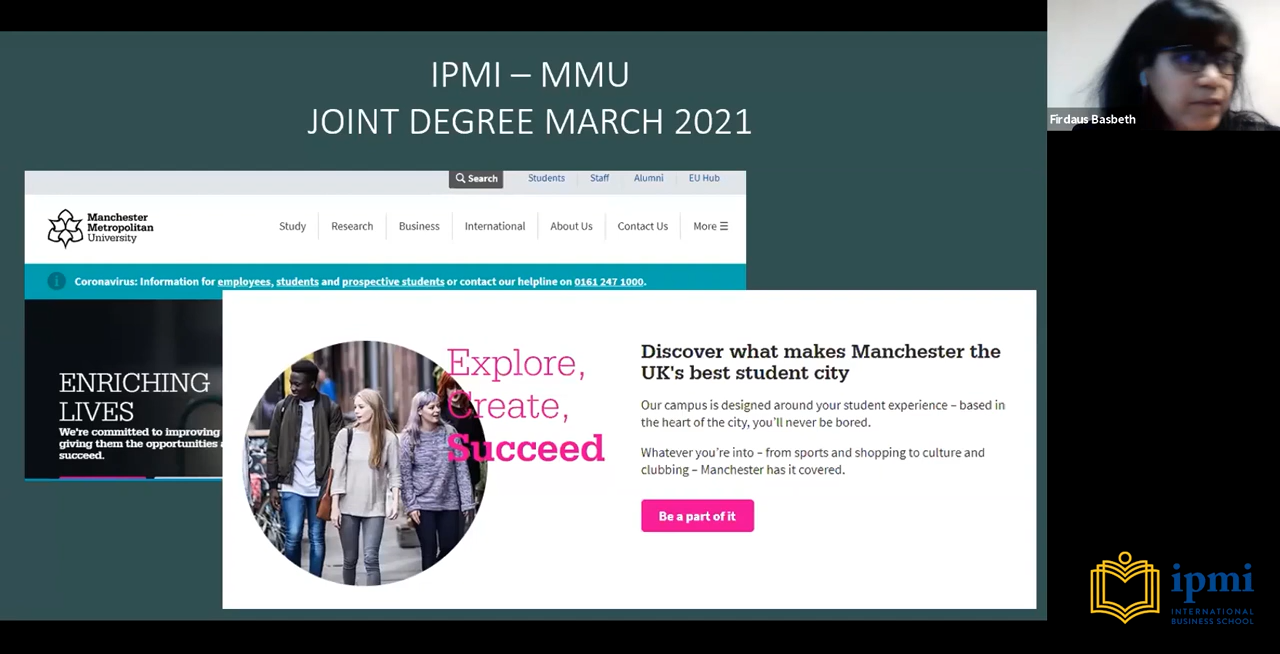 IPMI – MMU
JOINT DEGREE MARCH 2021
Firdaus Basbeth
Search
Students
Staff
Alumni
EU Hub
Manchester
Metropolitan
University
Study
Research
Business
International
About Us
Contact Us
More ☰
Coronavirus: Information for employees, students and prospective students or contact our helpline on 0161 247 1000.
ENRICHING
LIVES
We're committed to improving
giving them the opportunities a
succeed.
Explore,
Create,
Succeed
Discover what makes Manchester the
UK's best student city
Our campus is designed around your student experience – based in
the heart of the city, you'll never be bored.
Whatever you're into – from sports and shopping to culture and
clubbing – Manchester has it covered.
Be a part of it
ipmi
INTERNATIONAL
BUSINESS SCHOOL